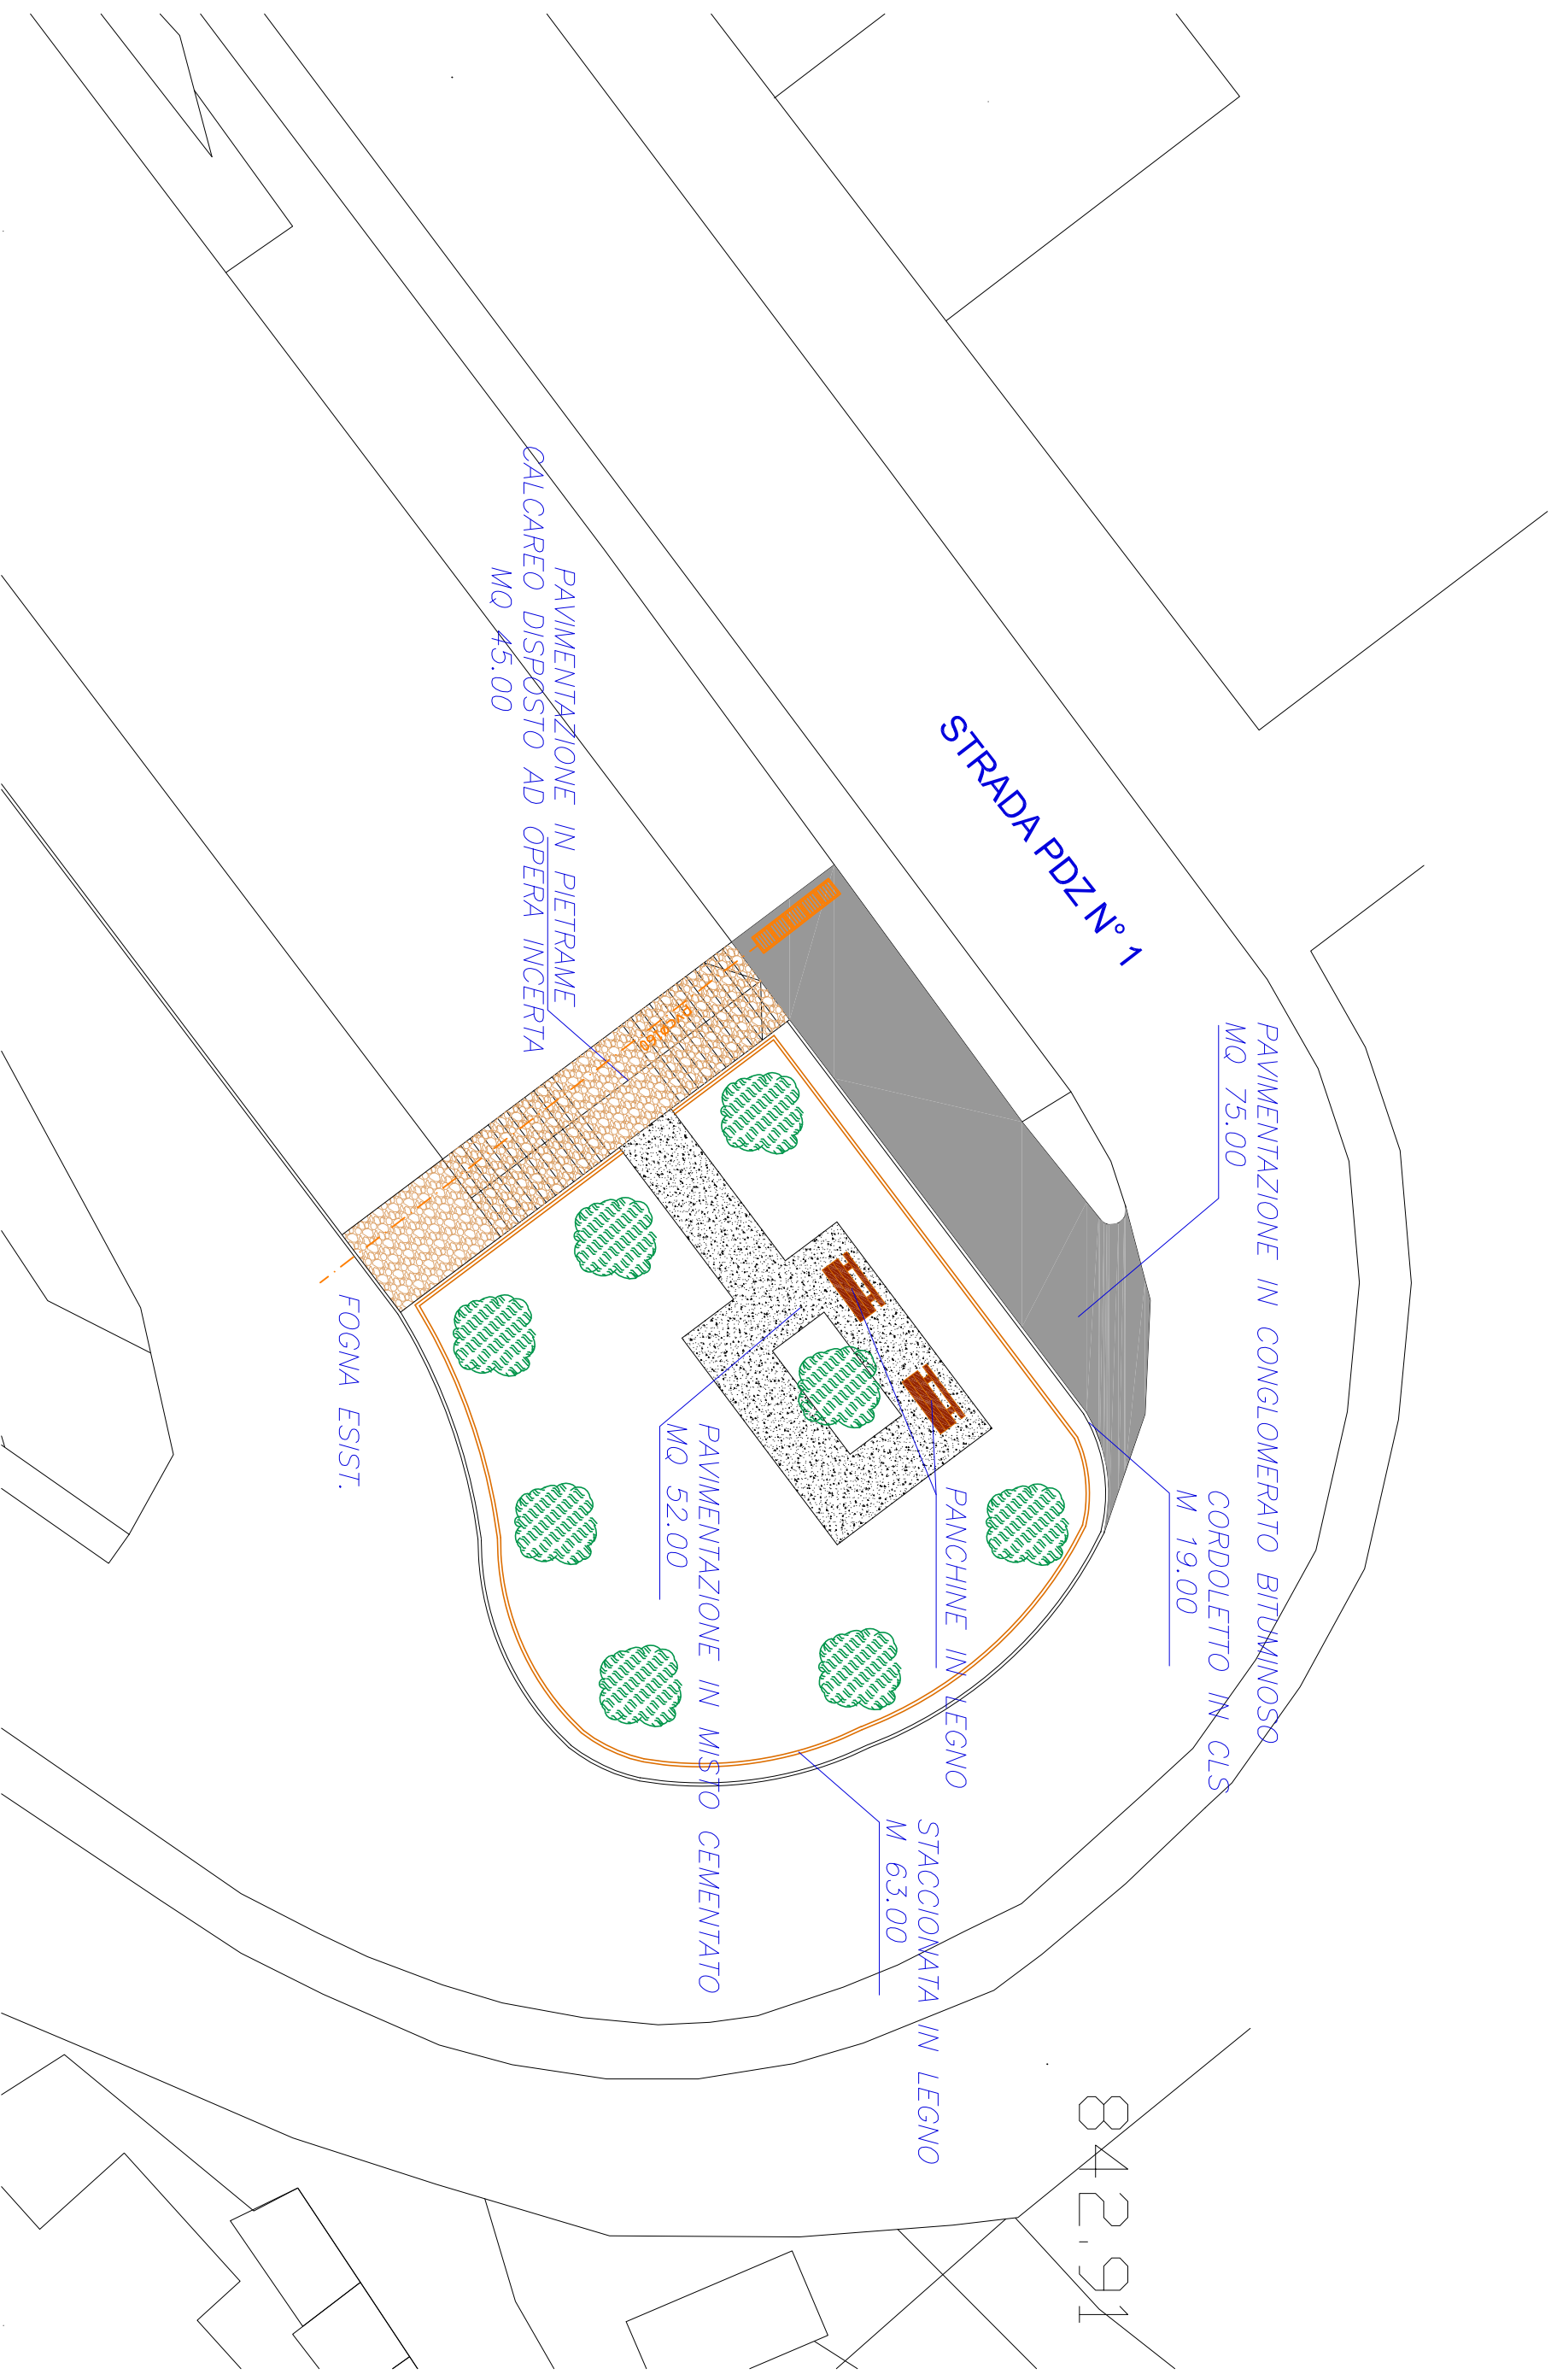 PAVIMENTAZIONE IN CONGLOMERATO BITUMINOSO
MQ 75.00
CORDOLETTO IN CLS
M 19.00
STRADA PDZ N°1
842.91
PANCHINE IN LEGNO
STACCIONATA IN LEGNO
M 63.00
PAVIMENTAZIONE IN MISTO CEMENTATO
MQ 52.00
PAVIMENTAZIONE IN PIETRAME
CALCAREO DISPOSTO AD OPERA INCERTA
MQ 45.00
FOGNA ESIST.